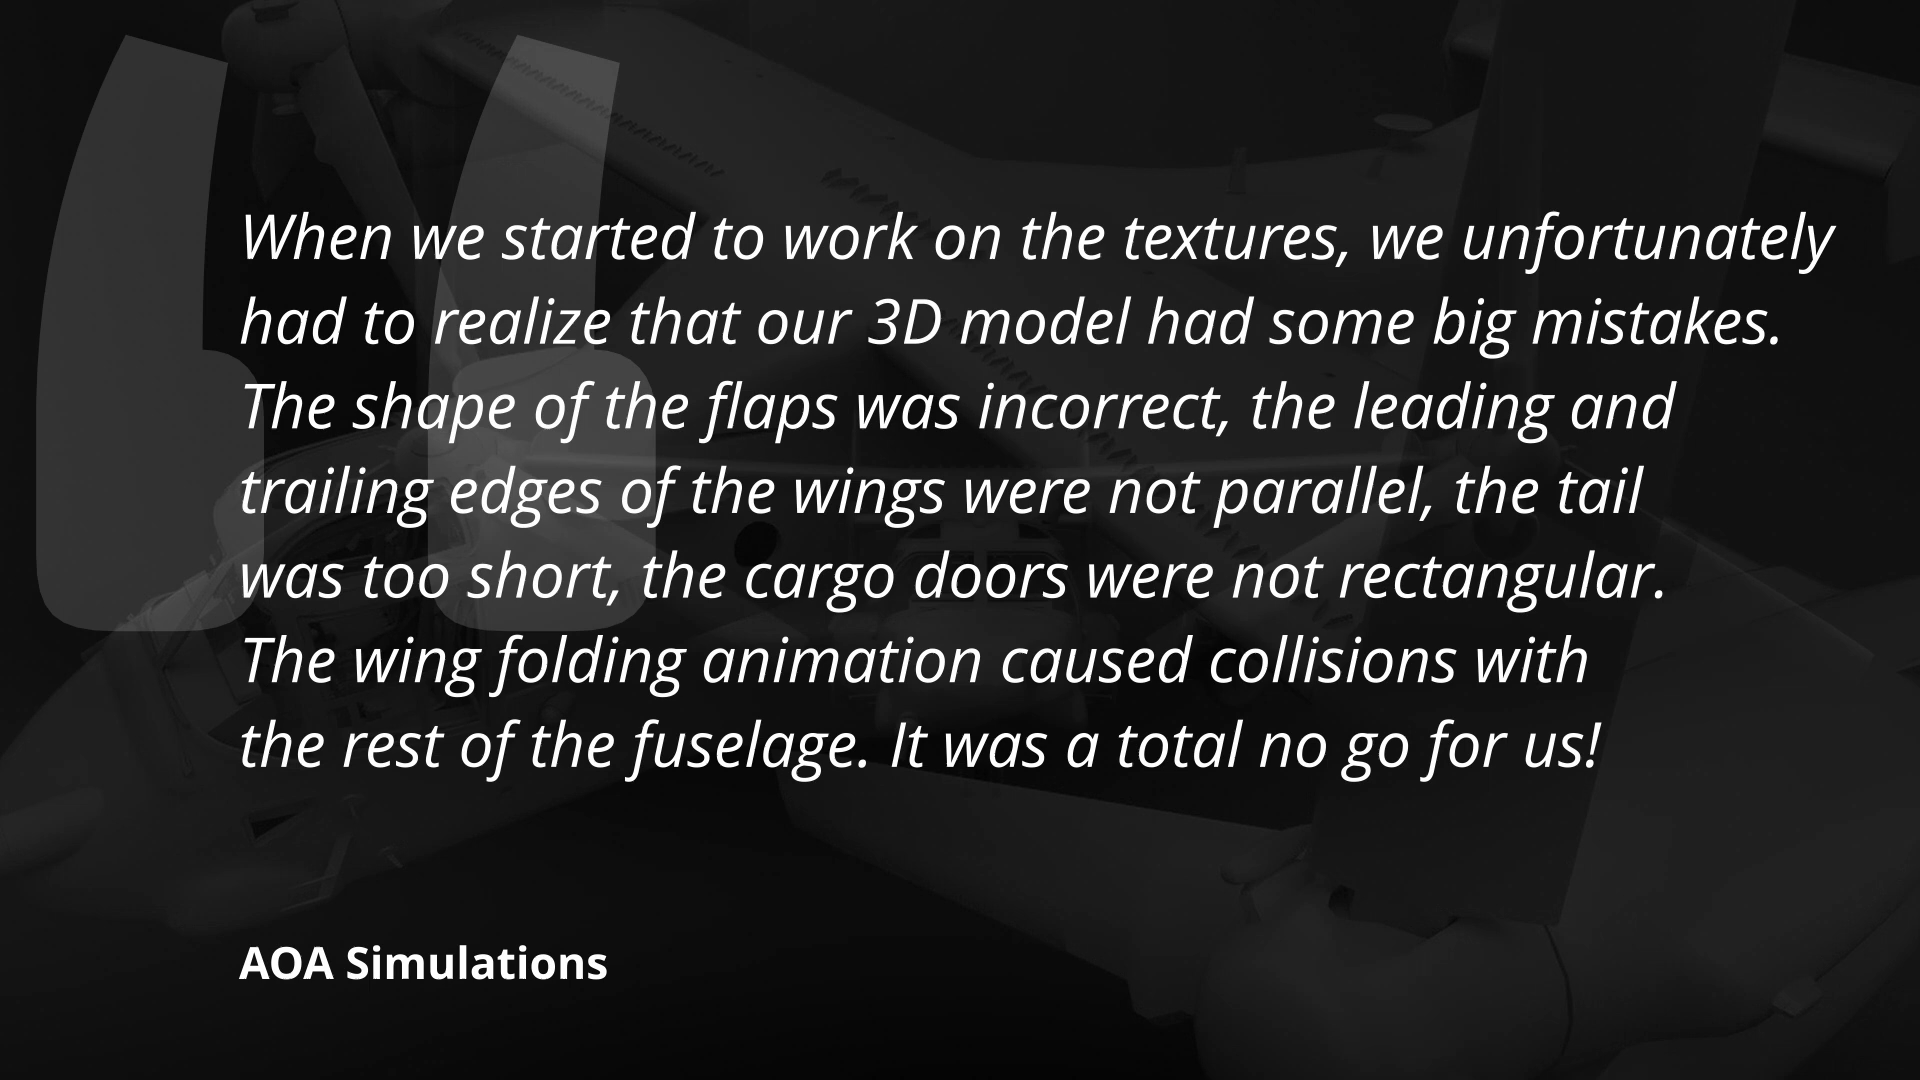 When we started to work on the textures, we unfortunately
had to realize that our 3D model had some big mistakes.
The shape of the flaps was incorrect, the leading and
trailing edges of the wings were not parallel, the tail
was too short, the cargo doors were not rectangular.
The wing folding animation caused collisions with
the rest of the fuselage. It was a total no go for us!
AOA Simulations